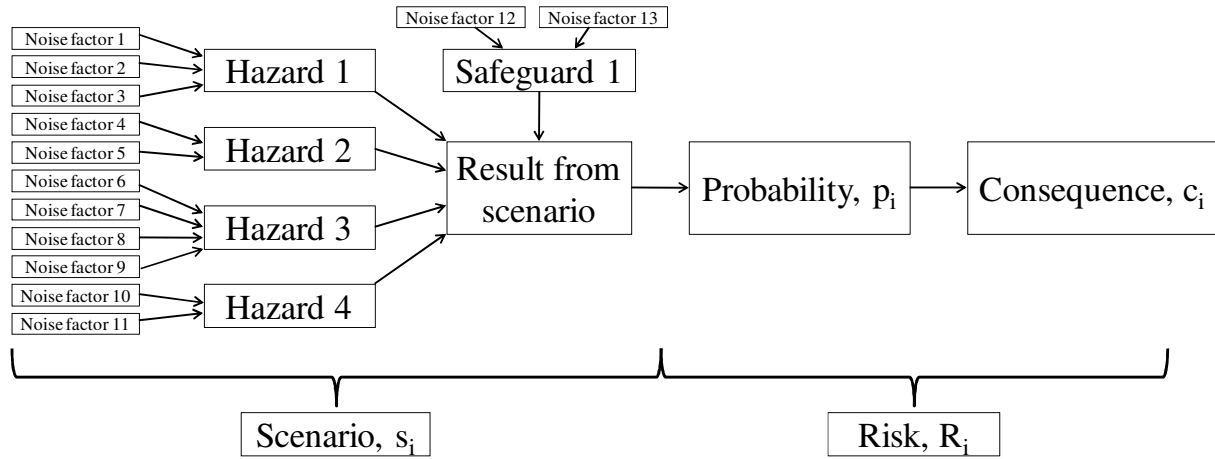 Noise factor 12
Noise factor 13
Noise factor 1
Noise factor 2
Noise factor 3
Noise factor 4
Noise factor 5
Noise factor 6
Noise factor 7
Noise factor 8
Noise factor 9
Noise factor 10
Noise factor 11
Hazard 1
Hazard 2
Hazard 3
Hazard 4
Safeguard 1
Result from
scenario
Probability, pᵢ
Consequence, cᵢ
Scenario, sᵢ
Risk, Rᵢ